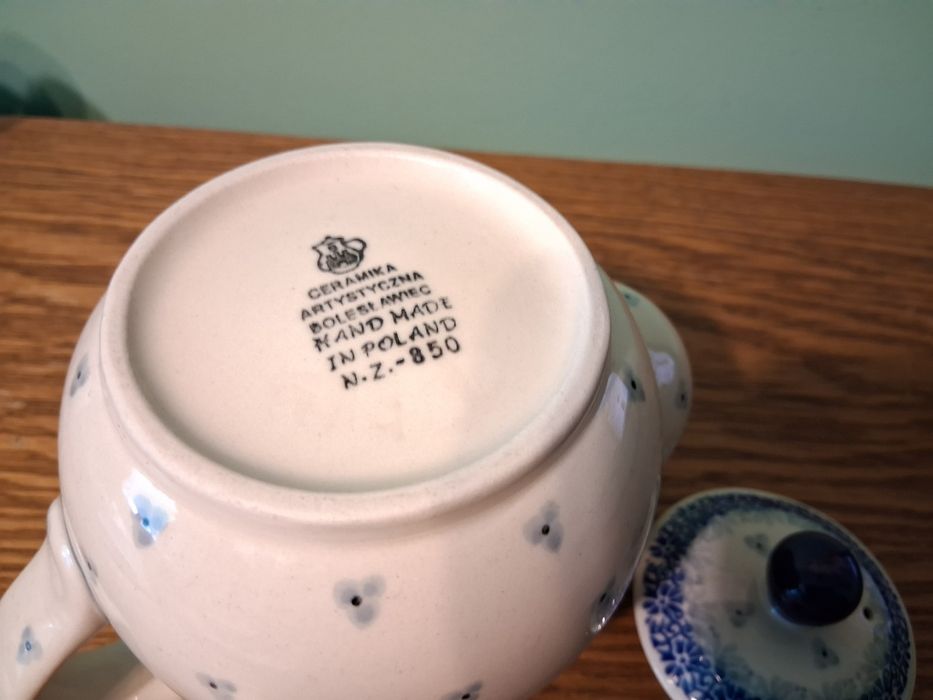 CERAMIKA
ARTYSTYCZNA
BOLESŁAWIEC
HAND MADE
IN POLAND
N.Z.-850